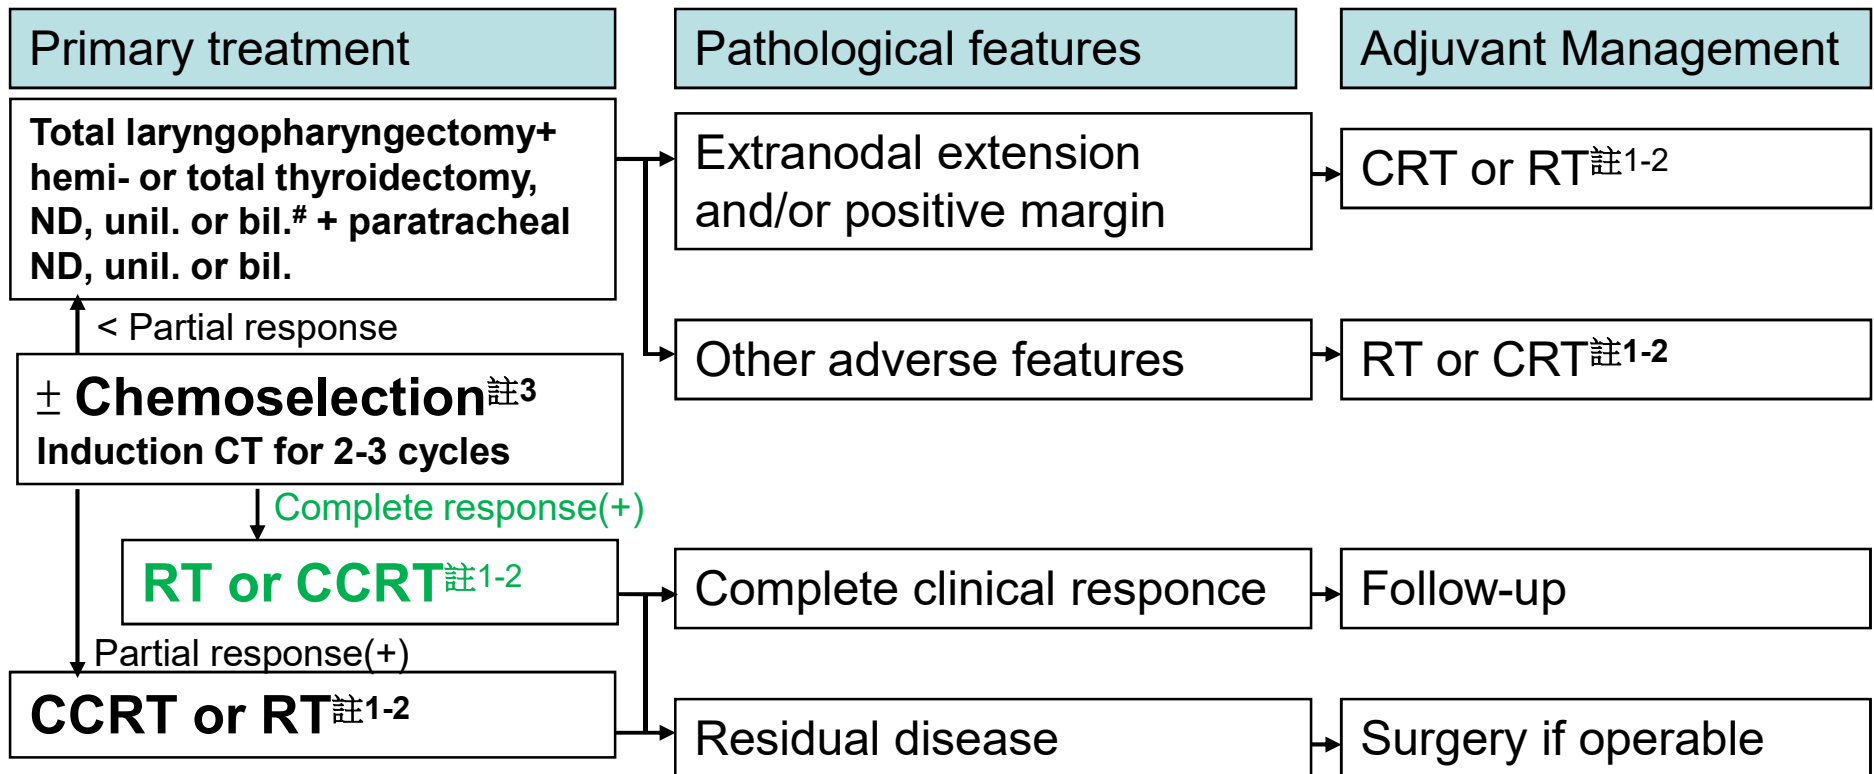 Primary treatment
Pathological features
Adjuvant Management
Total laryngopharyngectomy+
hemi- or total thyroidectomy,
ND, unil. or bil.# + paratracheal
ND, unil. or bil.
Extranodal extension
and/or positive margin
CRT or RT註1-2
< Partial response
Other adverse features
RT or CRT註1-2
± Chemoselection註3
Induction CT for 2-3 cycles
Complete response(+)
RT or CCRT註1-2
Complete clinical responce
Follow-up
Partial response(+)
CCRT or RT註1-2
Residual disease
Surgery if operable